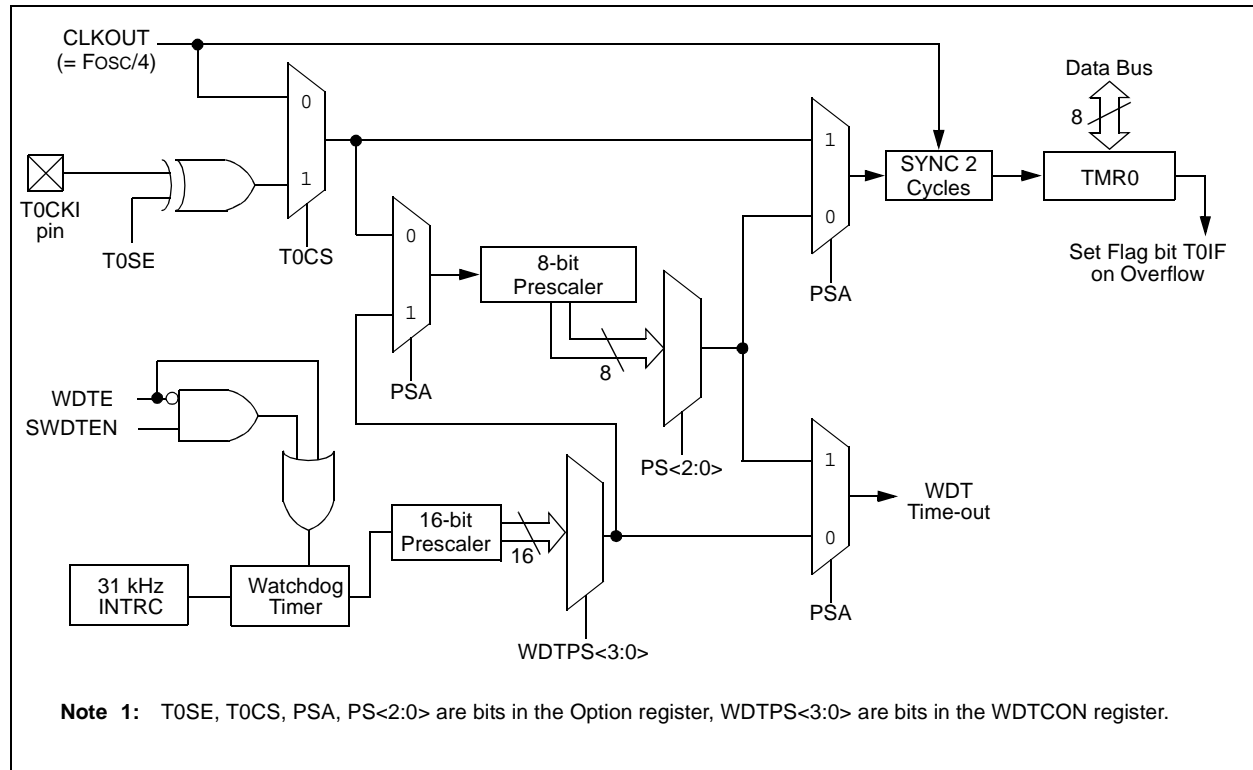 CLKOUT
(= FOSC/4)
0
1
T0CKI
pin
T0SE
T0CS
0
1
PSA
8-bit
Prescaler
8
PS<2:0>
1
0
PSA
SYNC 2
Cycles
Data Bus
8
TMR0
Set Flag bit T0IF
on Overflow
WDTE
SWDTEN
31 kHz
INTRC
Watchdog
Timer
16-bit
Prescaler
16
WDTPS<3:0>
1
0
PSA
WDT
Time-out
Note 1: T0SE, T0CS, PSA, PS<2:0> are bits in the Option register, WDTPS<3:0> are bits in the WDTCON register.